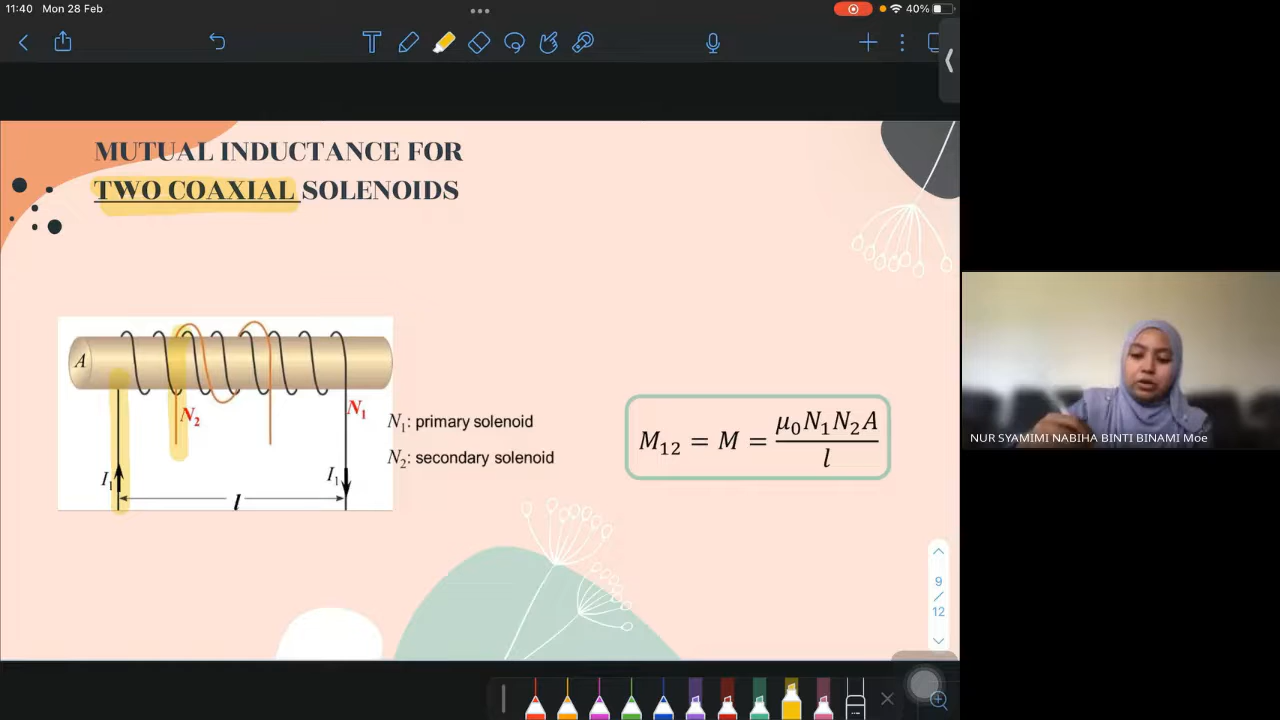 11:40 Mon 28 Feb
40%
T
MUTUAL INDUCTANCE FOR
TWO COAXIAL SOLENOIDS
A
N₂
N₁
I₁
I₁
l
N₁: primary solenoid
N₂: secondary solenoid
M₁₂ = M = μ₀N₁N₂A / l
NUR SYAMIMI NABIHA BINTI BINAMI Moe
9
/
12